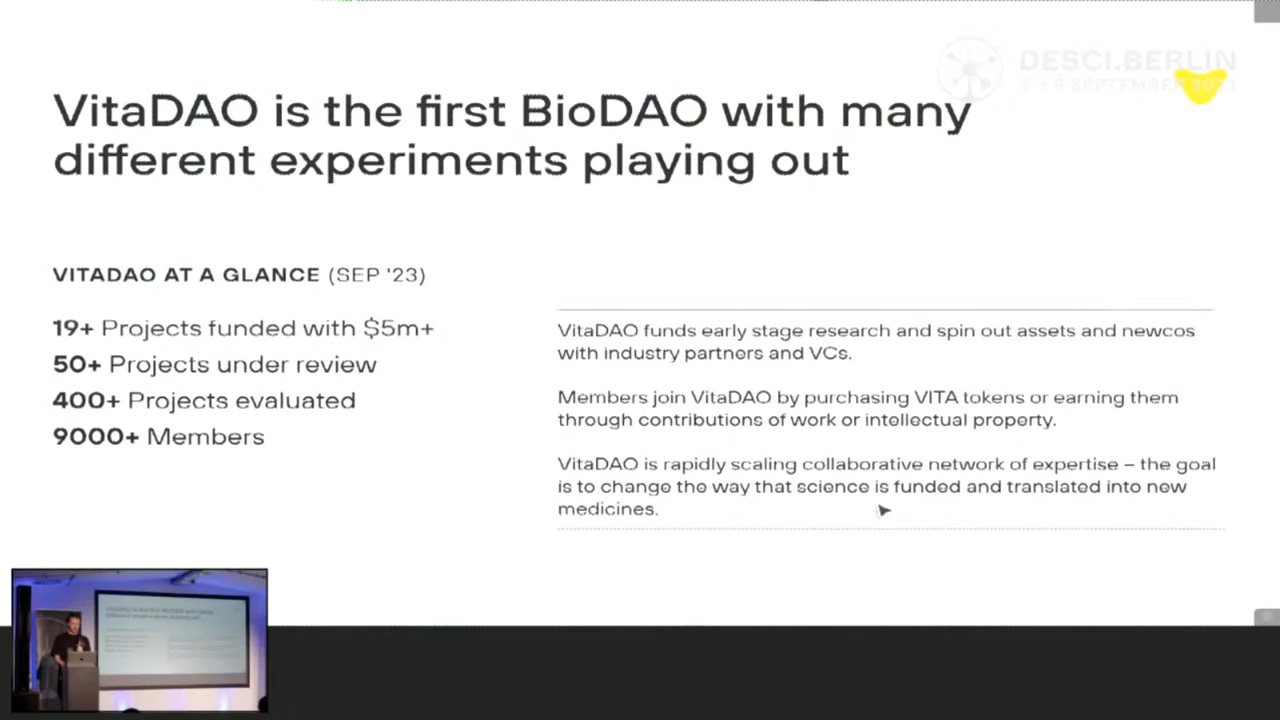 DESCI.BERLIN
8 + 9 SEPTEMBER 2023
VitaDAO is the first BioDAO with many
different experiments playing out
VITADAO AT A GLANCE (SEP '23)
19+ Projects funded with $5m+
50+ Projects under review
400+ Projects evaluated
9000+ Members
VitaDAO funds early stage research and spin out assets and newcos
with industry partners and VCs.
Members join VitaDAO by purchasing VITA tokens or earning them
through contributions of work or intellectual property.
VitaDAO is rapidly scaling collaborative network of expertise – the goal
is to change the way that science is funded and translated into new
medicines.